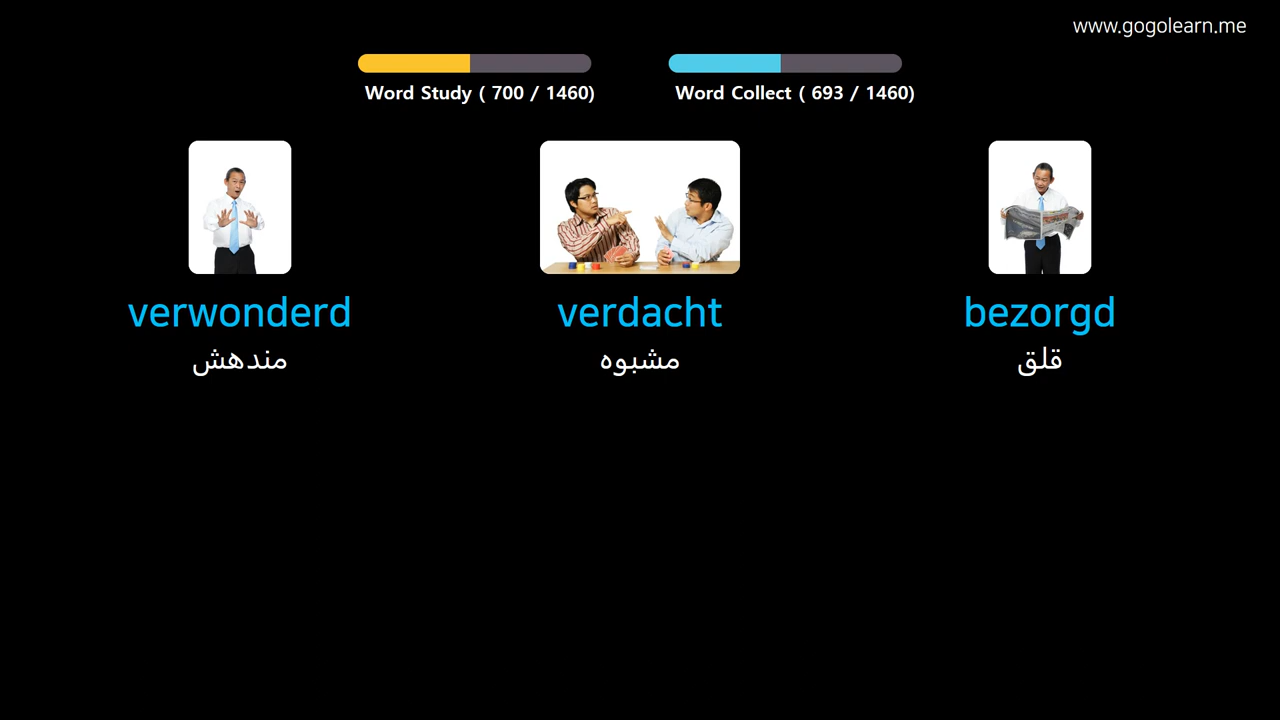 www.gogolearn.me
Word Study ( 700 / 1460)
Word Collect ( 693 / 1460)
verwonderd
verdacht
bezorgd
مندهش
مشبوه
قلق